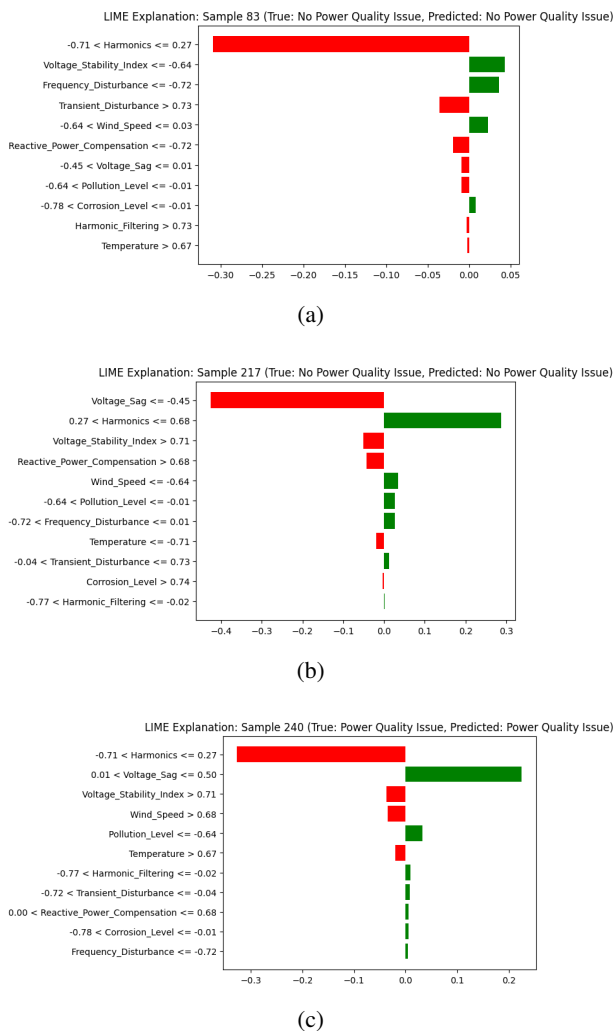 LIME Explanation: Sample 83 (True: No Power Quality Issue, Predicted: No Power Quality Issue)
-0.71 < Harmonics <= 0.27
Voltage_Stability_Index <= -0.64
Frequency_Disturbance <= -0.72
Transient_Disturbance > 0.73
-0.64 < Wind_Speed <= 0.03
Reactive_Power_Compensation <= -0.72
-0.45 < Voltage_Sag <= 0.01
-0.64 < Pollution_Level <= -0.01
-0.78 < Corrosion_Level <= -0.01
Harmonic_Filtering > 0.73
Temperature > 0.67
−0.30 −0.25 −0.20 −0.15 −0.10 −0.05 0.00 0.05
(a)
LIME Explanation: Sample 217 (True: No Power Quality Issue, Predicted: No Power Quality Issue)
Voltage_Sag <= -0.45
0.27 < Harmonics <= 0.68
Voltage_Stability_Index > 0.71
Reactive_Power_Compensation > 0.68
Wind_Speed <= -0.64
-0.64 < Pollution_Level <= -0.01
-0.72 < Frequency_Disturbance <= 0.01
Temperature <= -0.71
-0.04 < Transient_Disturbance <= 0.73
Corrosion_Level > 0.74
-0.77 < Harmonic_Filtering <= -0.02
−0.4 −0.3 −0.2 −0.1 0.0 0.1 0.2 0.3
(b)
LIME Explanation: Sample 240 (True: Power Quality Issue, Predicted: Power Quality Issue)
-0.71 < Harmonics <= 0.27
0.01 < Voltage_Sag <= 0.50
Voltage_Stability_Index > 0.71
Wind_Speed > 0.68
Pollution_Level <= -0.64
Temperature > 0.67
-0.77 < Harmonic_Filtering <= -0.02
-0.72 < Transient_Disturbance <= -0.04
0.00 < Reactive_Power_Compensation <= 0.68
-0.78 < Corrosion_Level <= -0.01
Frequency_Disturbance <= -0.72
−0.3 −0.2 −0.1 0.0 0.1 0.2
(c)